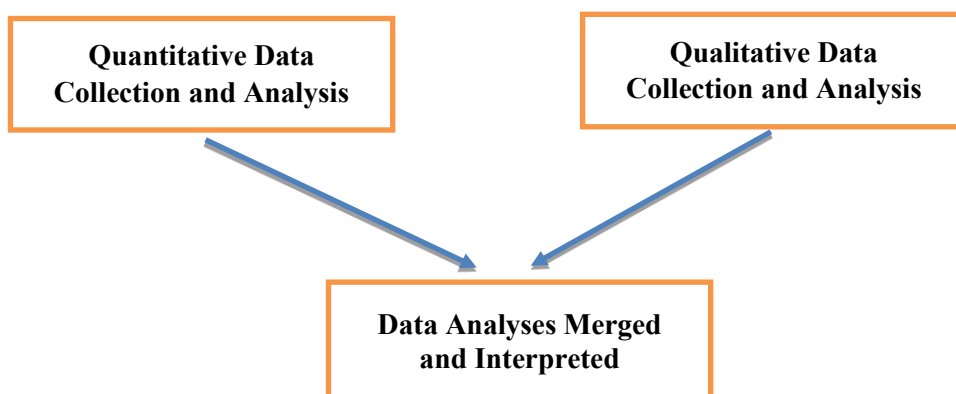 Quantitative Data
Collection and Analysis
Qualitative Data
Collection and Analysis
Data Analyses Merged
and Interpreted